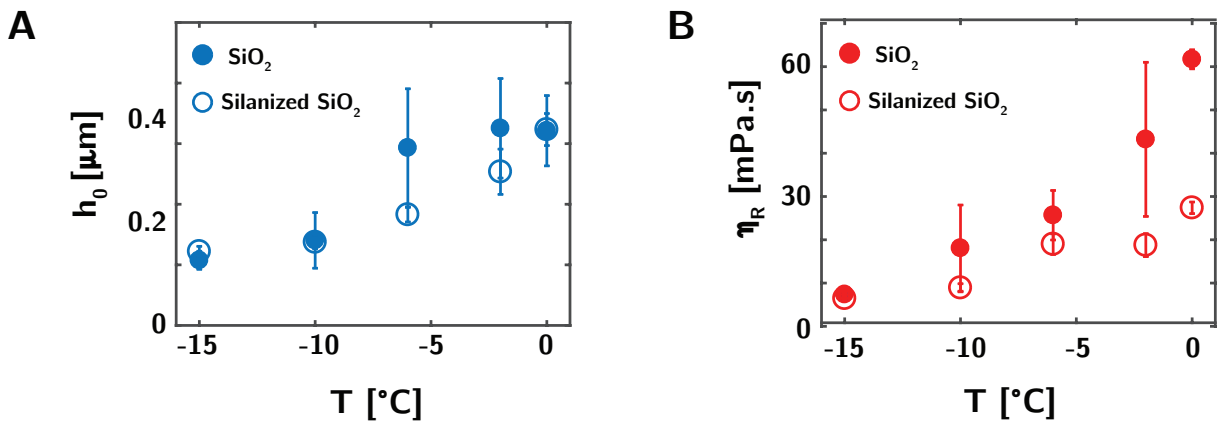 A
SiO₂
Silanized SiO₂
h₀ [μm]
0.4
0.2
0
-15 -10 -5 0
T [°C]
B
SiO₂
Silanized SiO₂
η_R [mPa.s]
60
30
0
-15 -10 -5 0
T [°C]